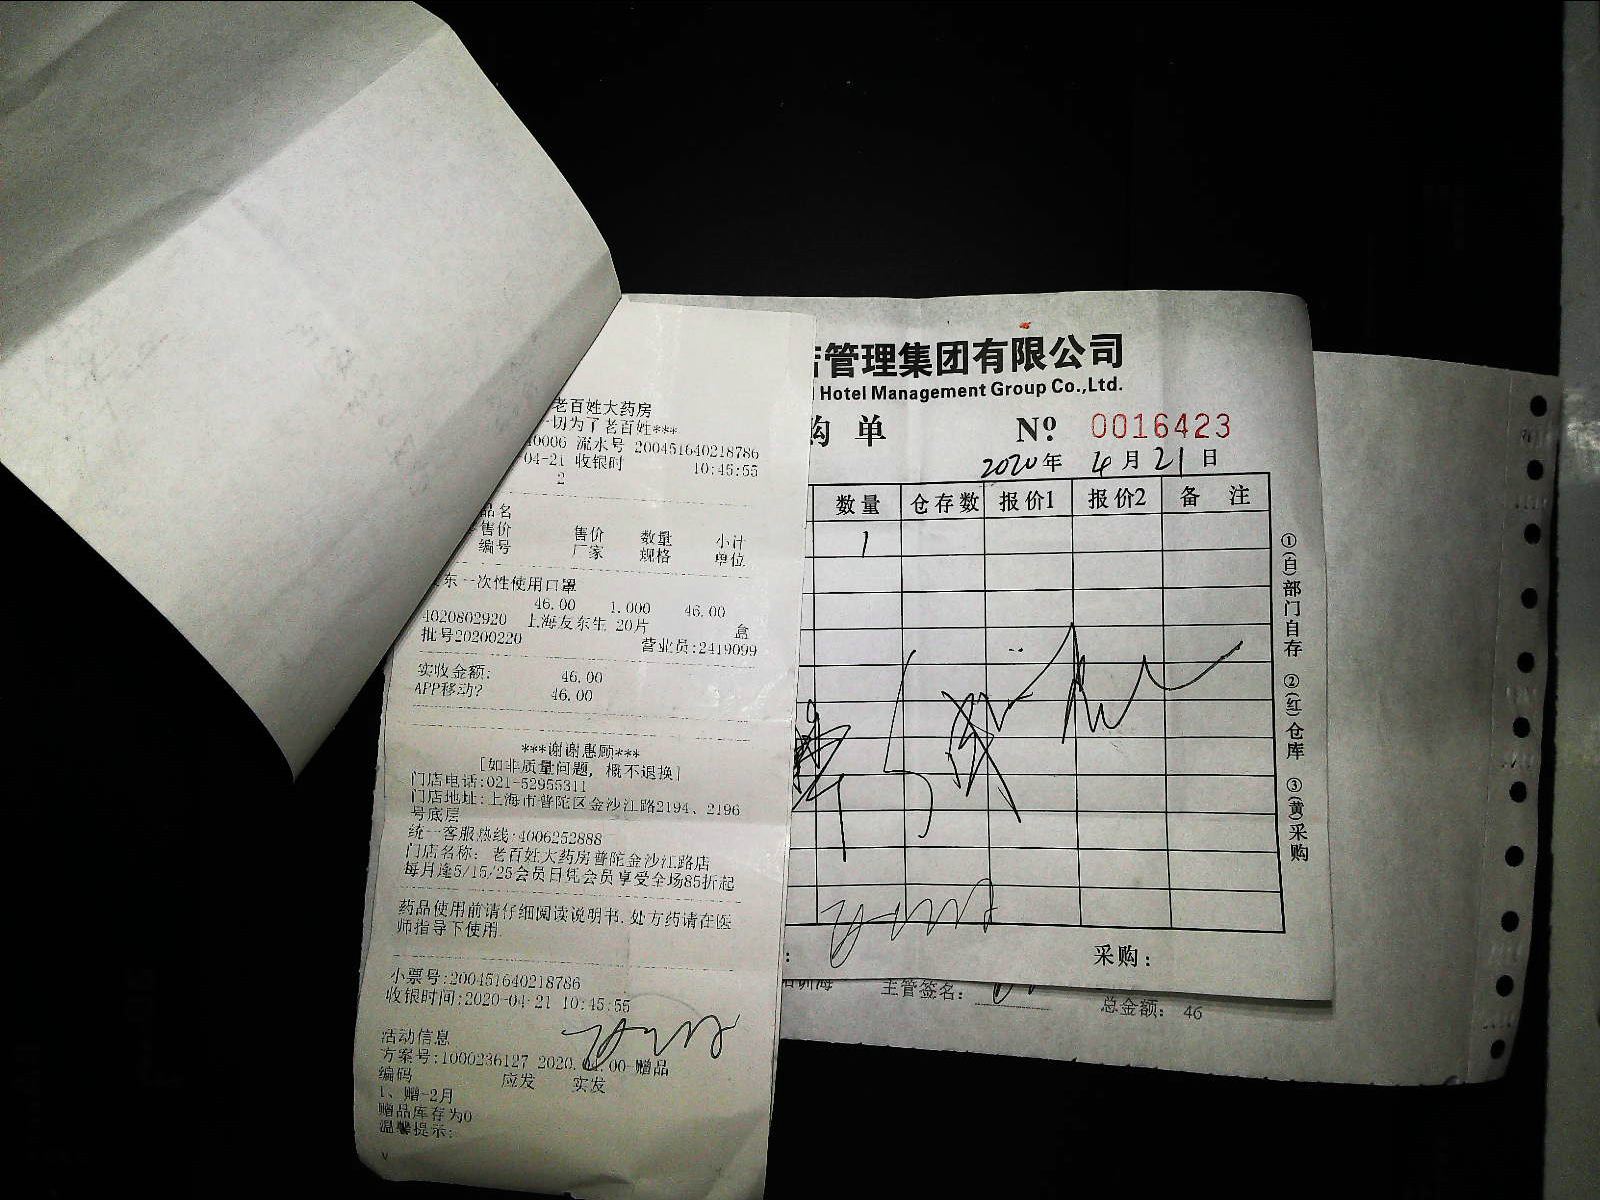 老百姓大药房
切为了老百姓***
40006 流水号 200451640218786
04-21 收银时 10:45:55
2
品名
售价 售价 数量 小计
编号 厂家 规格 单位
东一次性使用口罩
46.00 1.000 46.00
4020802920 上海友东生 20片 盒
批号20200220 营业员:2419099
实收金额: 46.00
APP移动? 46.00
***谢谢惠顾***
[如非质量问题, 概不退换]
门店电话:021-52955311
门店地址:上海市普陀区金沙江路2194、2196
号底层
统一客服热线:4006252888
门店名称: 老百姓大药房普陀金沙江路店
每月逢5/15/25会员日凭会员享受全场85折起
药品使用前请仔细阅读说明书,处方药请在医
师指导下使用
小票号:200451640218786
收银时间:2020-04-21 10:45:55
活动信息
方案号:1000236127 2020. .00-赠品
编码 应发 实发
1、赠-2月
赠品库存为0
温馨提示:
管理集团有限公司
Hotel Management Group Co.,Ltd.
购单 Nº 0016423
2020年 4月21日
数量 仓存数 报价1 报价2 备注
1
①(白)部门自存 ②(红)仓库 ③(黄)采购
采购:
主管签名: 总金额: 46